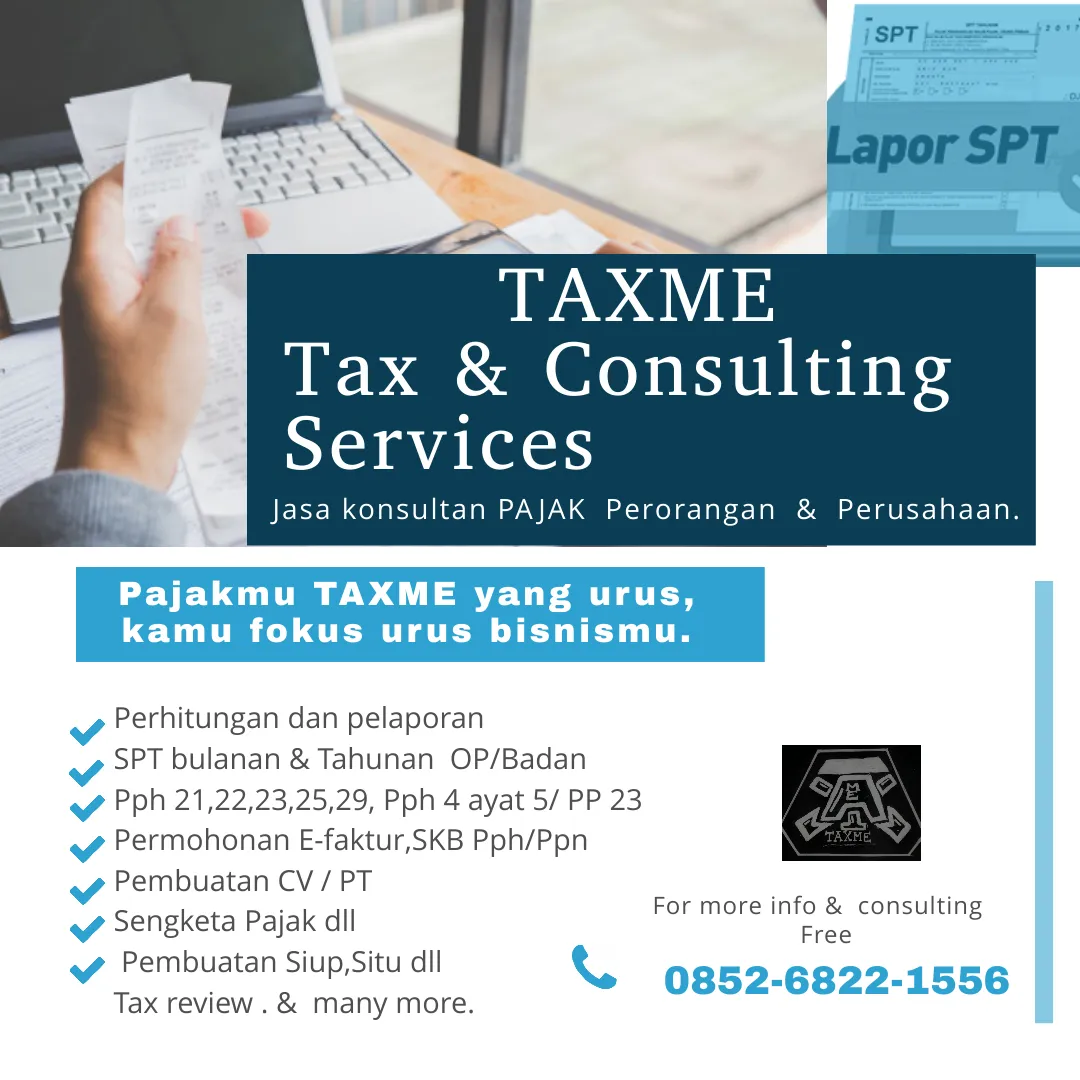 SPT
2017
Lapor SPT
TAXME
Tax & Consulting
Services
Jasa konsultan PAJAK Perorangan & Perusahaan.
Pajakmu TAXME yang urus,
kamu fokus urus bisnismu.
Perhitungan dan pelaporan
SPT bulanan & Tahunan OP/Badan
Pph 21,22,23,25,29, Pph 4 ayat 5/ PP 23
Permohonan E-faktur,SKB Pph/Ppn
Pembuatan CV / PT
Sengketa Pajak dll
Pembuatan Siup,Situ dll
Tax review . & many more.
ME
TAXME
For more info & consulting
Free
0852-6822-1556